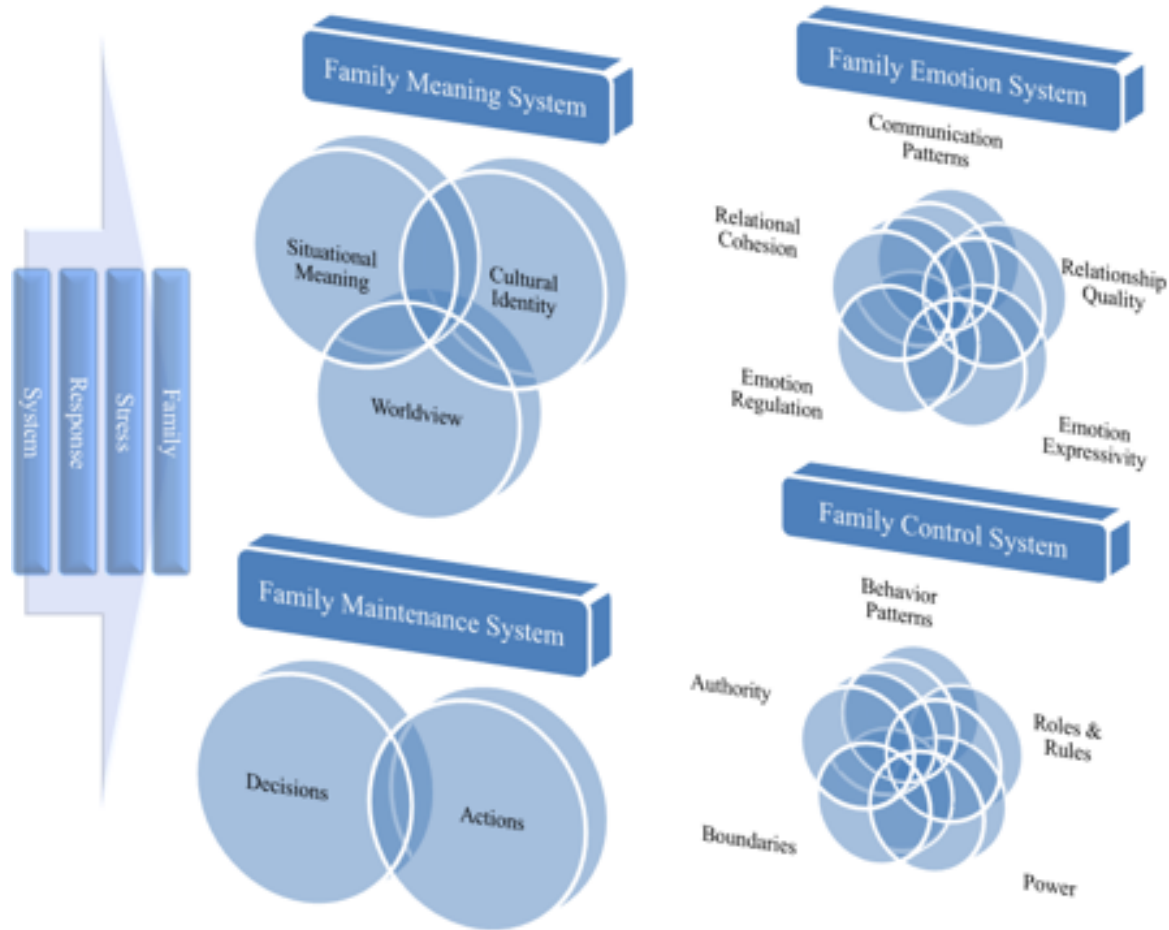 Family Meaning System
Situational
Meaning
Cultural
Identity
Worldview
Family Emotion System
Communication
Patterns
Relational
Cohesion
Relationship
Quality
Emotion
Regulation
Emotion
Expressivity
System
Response
Stress
Family
Family Maintenance System
Decisions
Actions
Family Control System
Behavior
Patterns
Authority
Roles &
Rules
Boundaries
Power